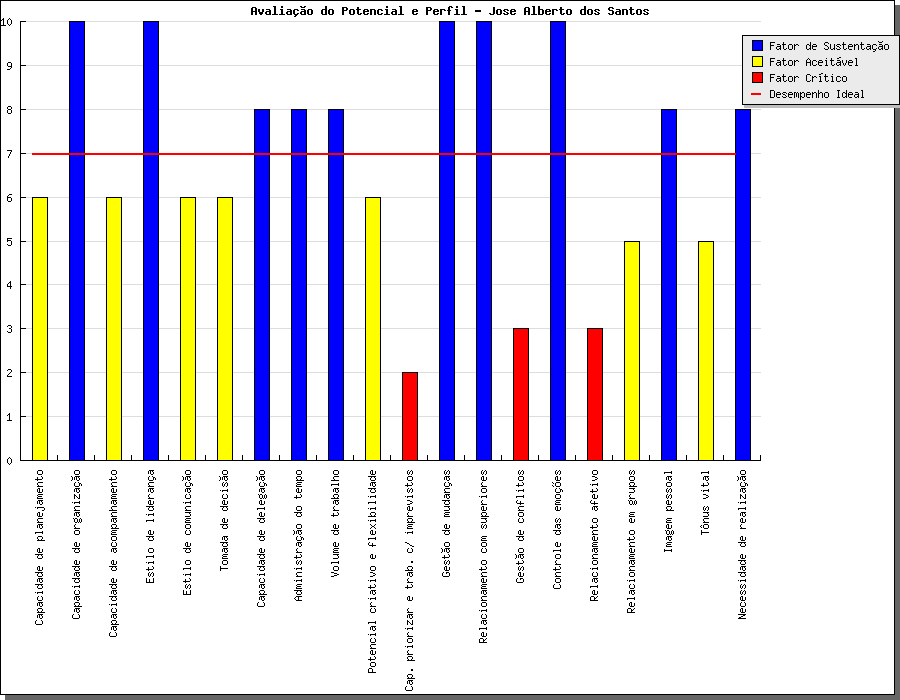 Avaliação do Potencial e Perfil - Jose Alberto dos Santos
10
9
8
7
6
5
4
3
2
1
0
Fator de Sustentação
Fator Aceitável
Fator Crítico
Desempenho Ideal
Capacidade de planejamento
Capacidade de organização
Capacidade de acompanhamento
Estilo de liderança
Estilo de comunicação
Tomada de decisão
Capacidade de delegação
Administração do tempo
Volume de trabalho
Potencial criativo e flexibilidade
Cap. priorizar e trab. c/ imprevistos
Gestão de mudanças
Relacionamento com superiores
Gestão de conflitos
Controle das emoções
Relacionamento afetivo
Relacionamento em grupos
Imagem pessoal
Tônus vital
Necessidade de realização